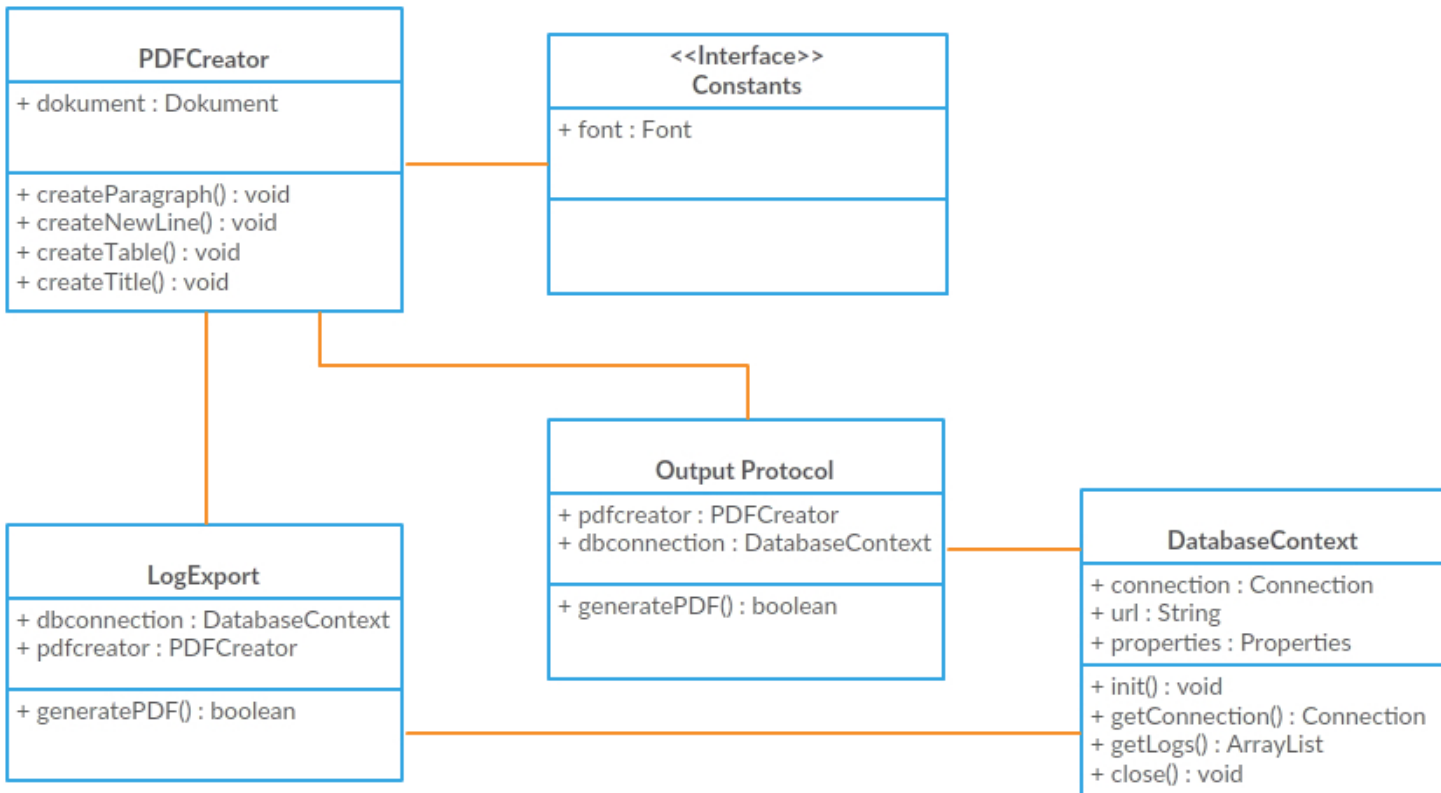 PDFCreator
+ dokument : Dokument
+ createParagraph() : void
+ createNewLine() : void
+ createTable() : void
+ createTitle() : void
<<Interface>>
Constants
+ font : Font
Output Protocol
+ pdfcreator : PDFCreator
+ dbconnection : DatabaseContext
+ generatePDF() : boolean
LogExport
+ dbconnection : DatabaseContext
+ pdfcreator : PDFCreator
+ generatePDF() : boolean
DatabaseContext
+ connection : Connection
+ url : String
+ properties : Properties
+ init() : void
+ getConnection() : Connection
+ getLogs() : ArrayList
+ close() : void